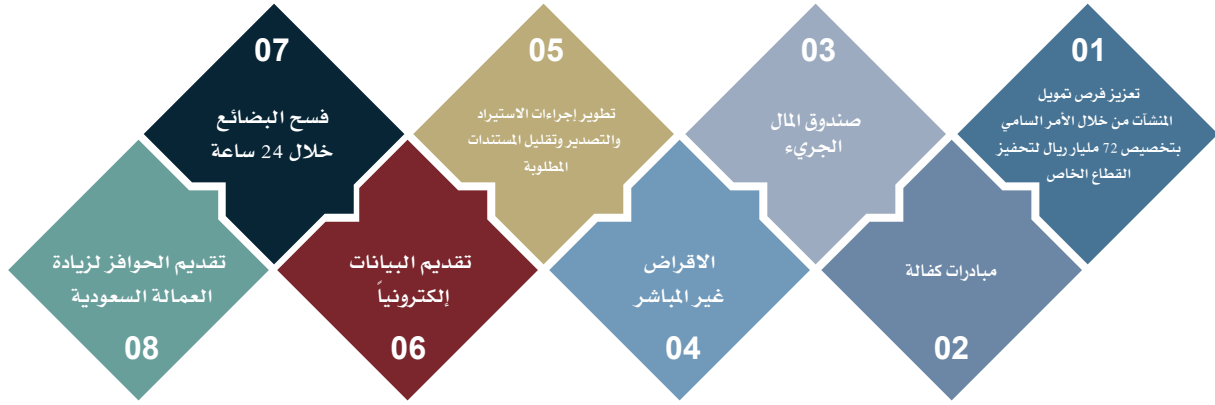 01
تعزيز فرص تمويل
المنشآت من خلال الأمر السامي
بتخصيص 72 مليار ريال لتحفيز
القطاع الخاص
مبادرات كفالة
02
03
صندوق المال
الجريء
الاقراض
غير المباشر
04
05
تطوير إجراءات الاستيراد
والتصدير وتقليل المستندات
المطلوبة
تقديم البيانات
إلكترونياً
06
07
فسح البضائع
خلال 24 ساعة
تقديم الحوافز لزيادة
العمالة السعودية
08